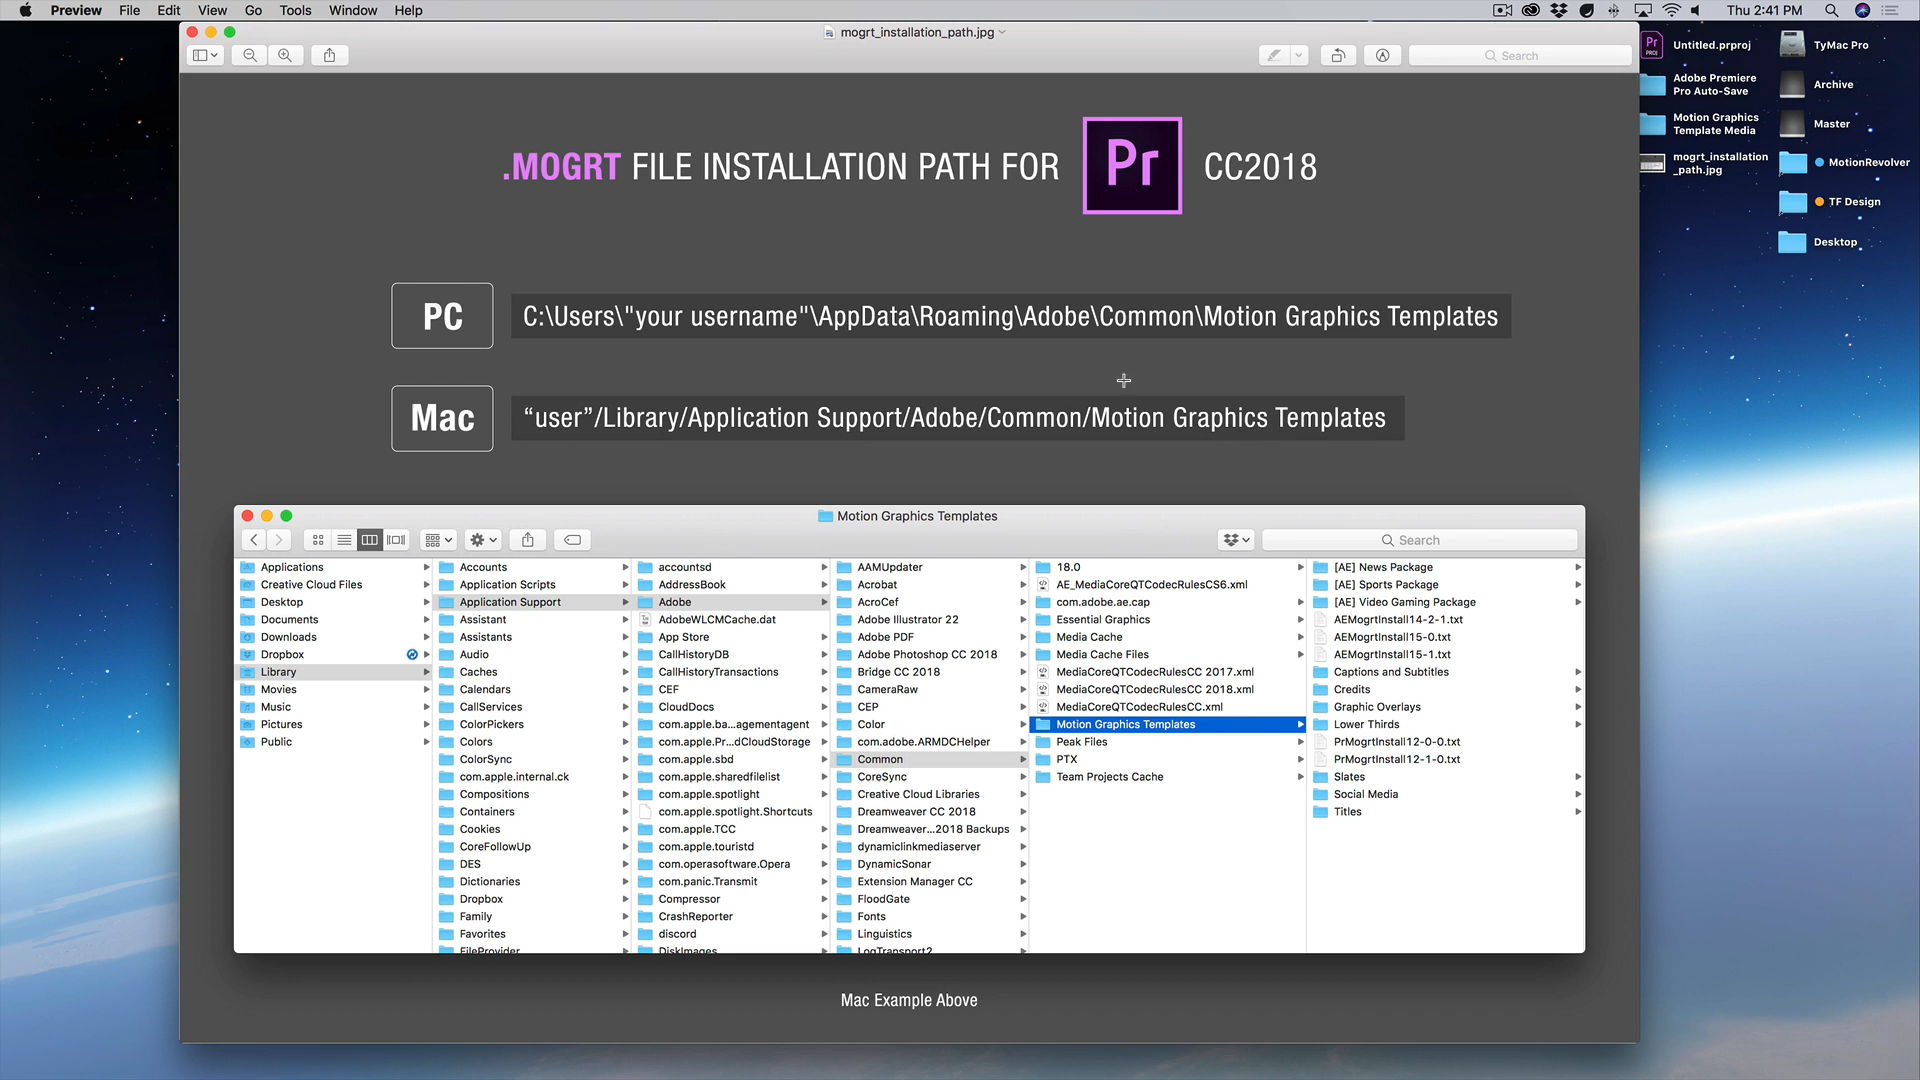 Preview File Edit View Go Tools Window Help
Thu 2:41 PM
mogrt_installation_path.jpg
Search
.MOGRT FILE INSTALLATION PATH FOR Pr CC2018
PC
C:\Users\"your username"\AppData\Roaming\Adobe\Common\Motion Graphics Templates
Mac
“user”/Library/Application Support/Adobe/Common/Motion Graphics Templates
Motion Graphics Templates
Search
Applications
Creative Cloud Files
Desktop
Documents
Downloads
Dropbox
Library
Movies
Music
Pictures
Public
Accounts
Application Scripts
Application Support
Assistant
Assistants
Audio
Caches
Calendars
CallServices
ColorPickers
Colors
ColorSync
com.apple.internal.ck
Compositions
Containers
Cookies
CoreFollowUp
DES
Dictionaries
Dropbox
Family
Favorites
FileProvider
accountsd
AddressBook
Adobe
AdobeWLCMCache.dat
App Store
CallHistoryDB
CallHistoryTransactions
CEF
CloudDocs
com.apple.ba...agementagent
com.apple.Pr...dCloudStorage
com.apple.sbd
com.apple.sharedfilelist
com.apple.spotlight
com.apple.spotlight.Shortcuts
com.apple.TCC
com.apple.touristd
com.operasoftware.Opera
com.panic.Transmit
Compressor
CrashReporter
discord
DiskImages
AAMUpdater
Acrobat
AcroCef
Adobe Illustrator 22
Adobe PDF
Adobe Photoshop CC 2018
Bridge CC 2018
CameraRaw
CEP
Color
com.adobe.ARMDCHelper
Common
CoreSync
Creative Cloud Libraries
Dreamweaver CC 2018
Dreamweaver...2018 Backups
dynamiclinkmediaserver
DynamicSonar
Extension Manager CC
FloodGate
Fonts
Linguistics
LogTransport2
18.0
AE_MediaCoreQTCodecRulesCS6.xml
com.adobe.ae.cap
Essential Graphics
Media Cache
Media Cache Files
MediaCoreQTCodecRulesCC 2017.xml
MediaCoreQTCodecRulesCC 2018.xml
MediaCoreQTCodecRulesCC.xml
Motion Graphics Templates
Peak Files
PTX
Team Projects Cache
[AE] News Package
[AE] Sports Package
[AE] Video Gaming Package
AEMogrtInstall14-2-1.txt
AEMogrtInstall15-0.txt
AEMogrtInstall15-1.txt
Captions and Subtitles
Credits
Graphic Overlays
Lower Thirds
PrMogrtInstall12-0-0.txt
PrMogrtInstall12-1-0.txt
Slates
Social Media
Titles
Mac Example Above
Pr
PROJ
Untitled.prproj
Adobe Premiere
Pro Auto-Save
Motion Graphics
Template Media
mogrt_installation
_path.jpg
TyMac Pro
Archive
Master
MotionRevolver
TF Design
Desktop